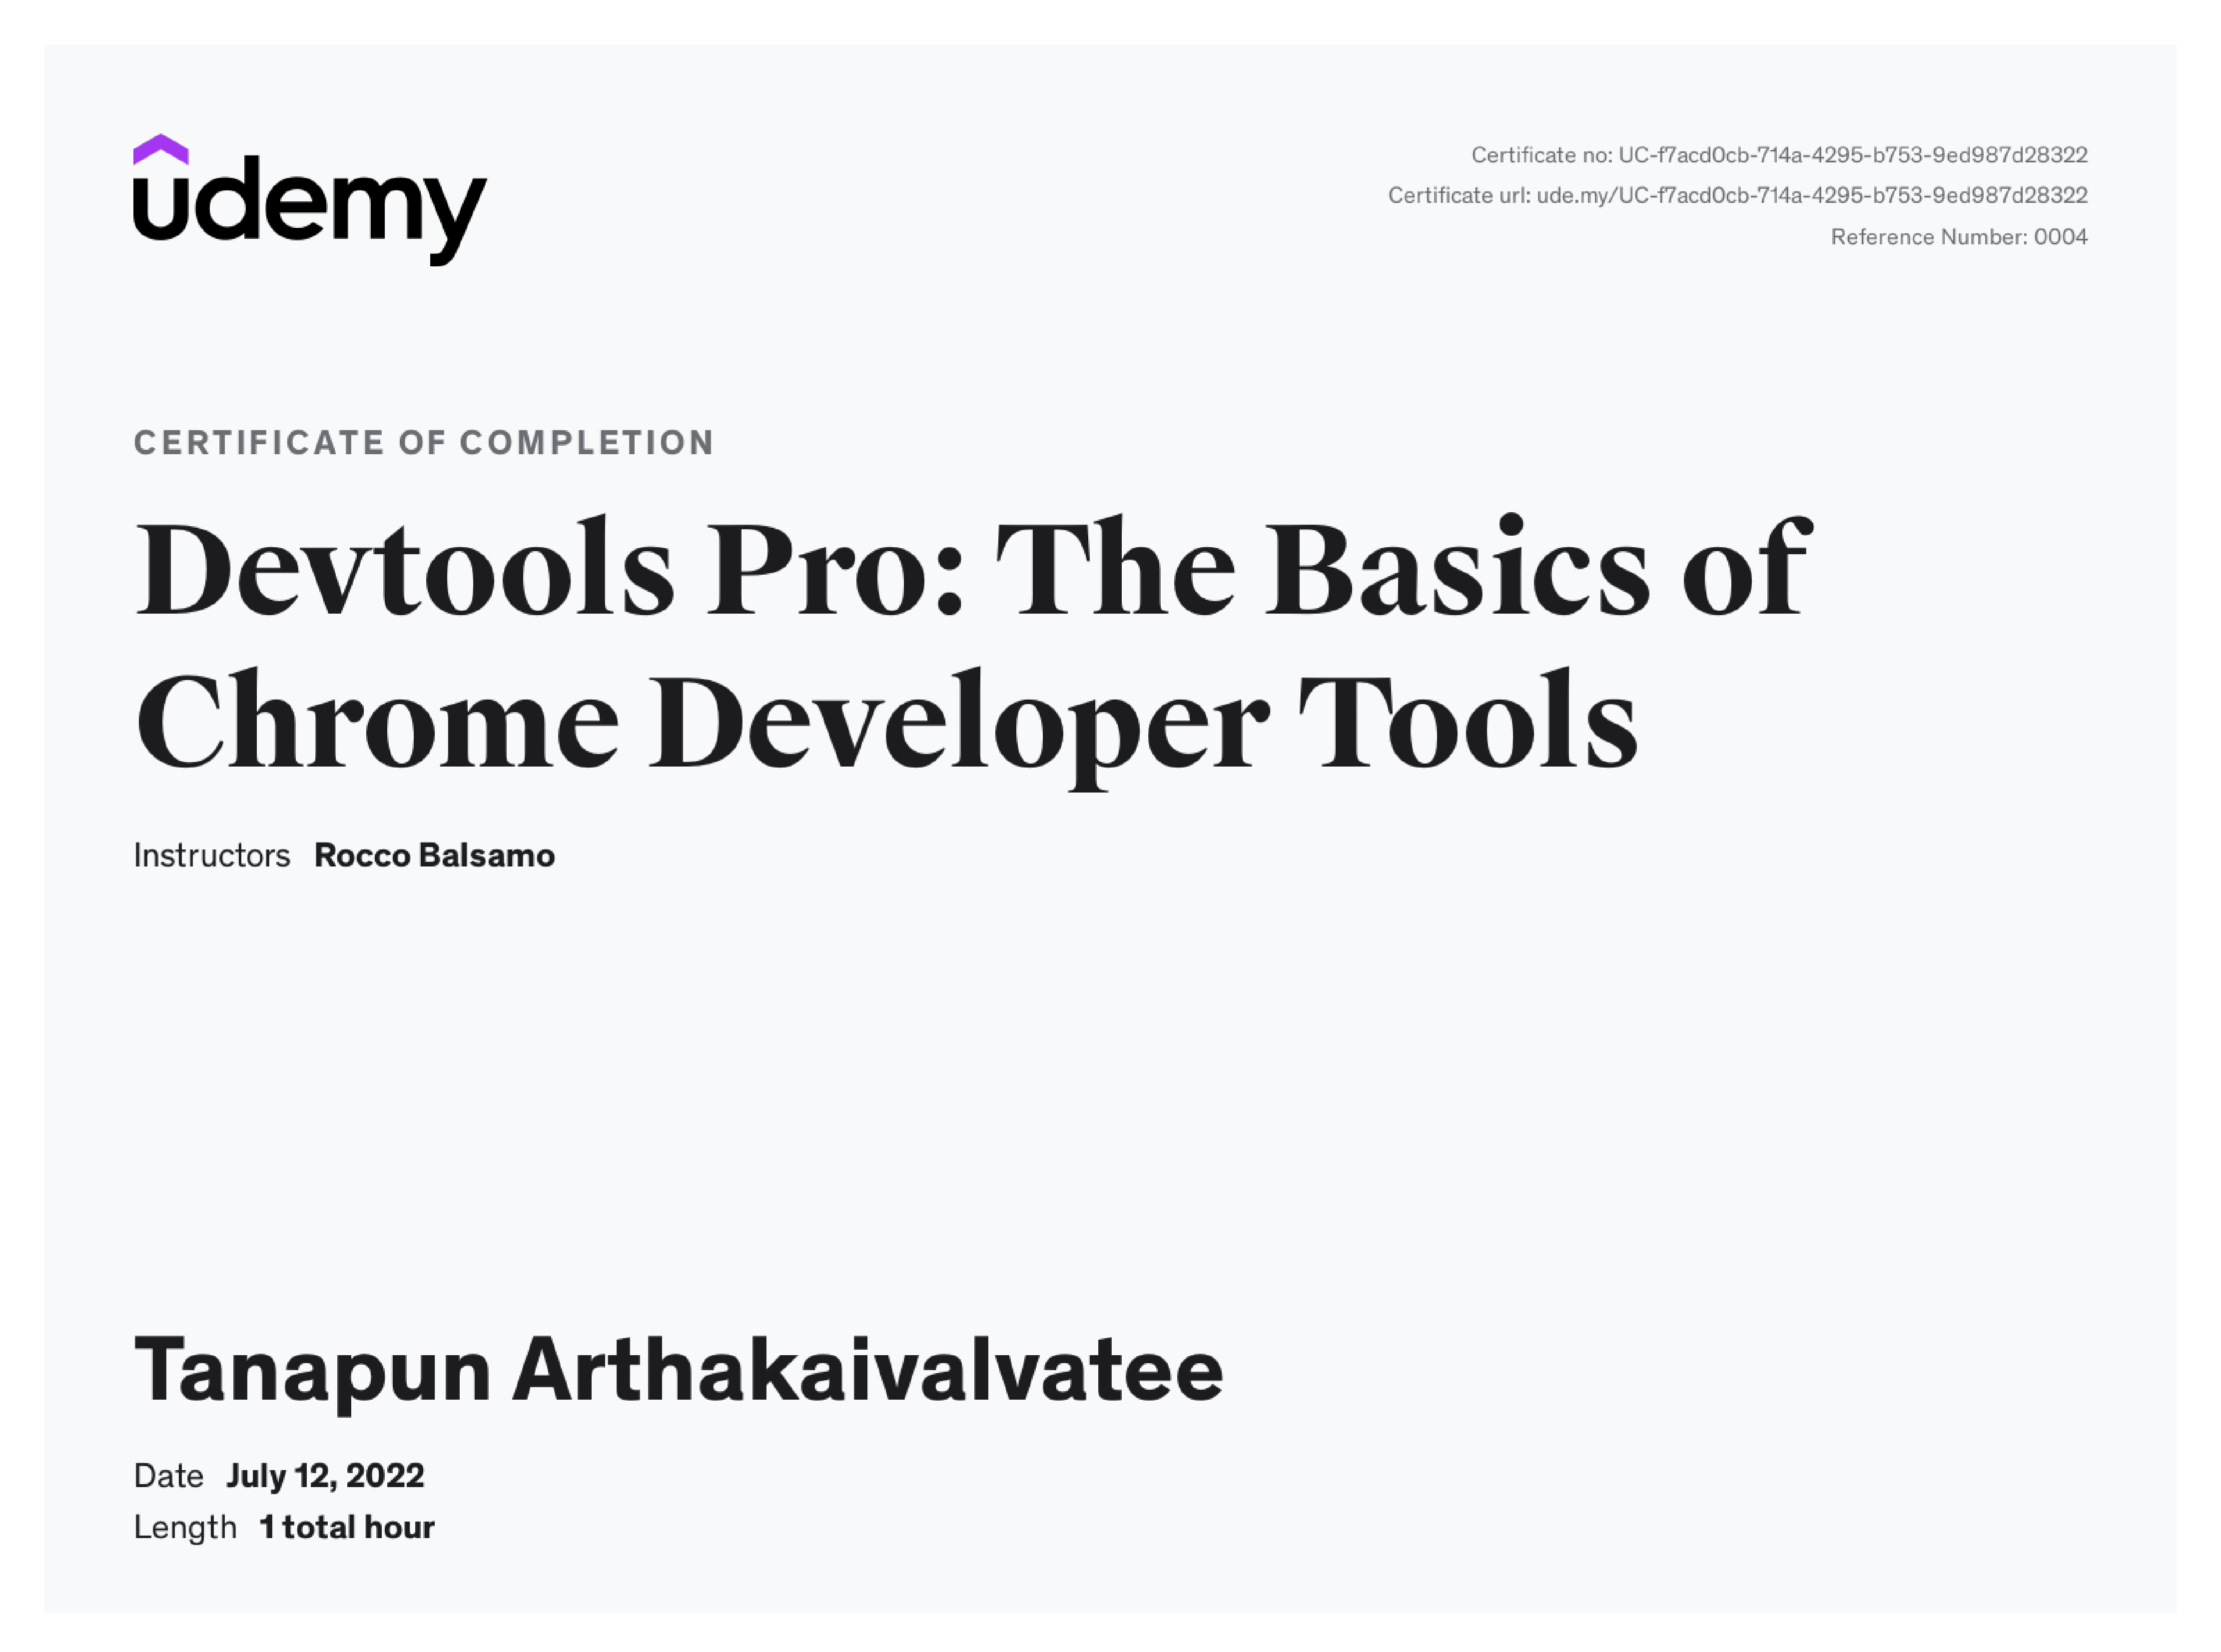 udemy
Certificate no: UC-f7acd0cb-714a-4295-b753-9ed987d28322
Certificate url: ude.my/UC-f7acd0cb-714a-4295-b753-9ed987d28322
Reference Number: 0004
CERTIFICATE OF COMPLETION
Devtools Pro: The Basics of
Chrome Developer Tools
Instructors Rocco Balsamo
Tanapun Arthakaivalvatee
Date July 12, 2022
Length 1 total hour